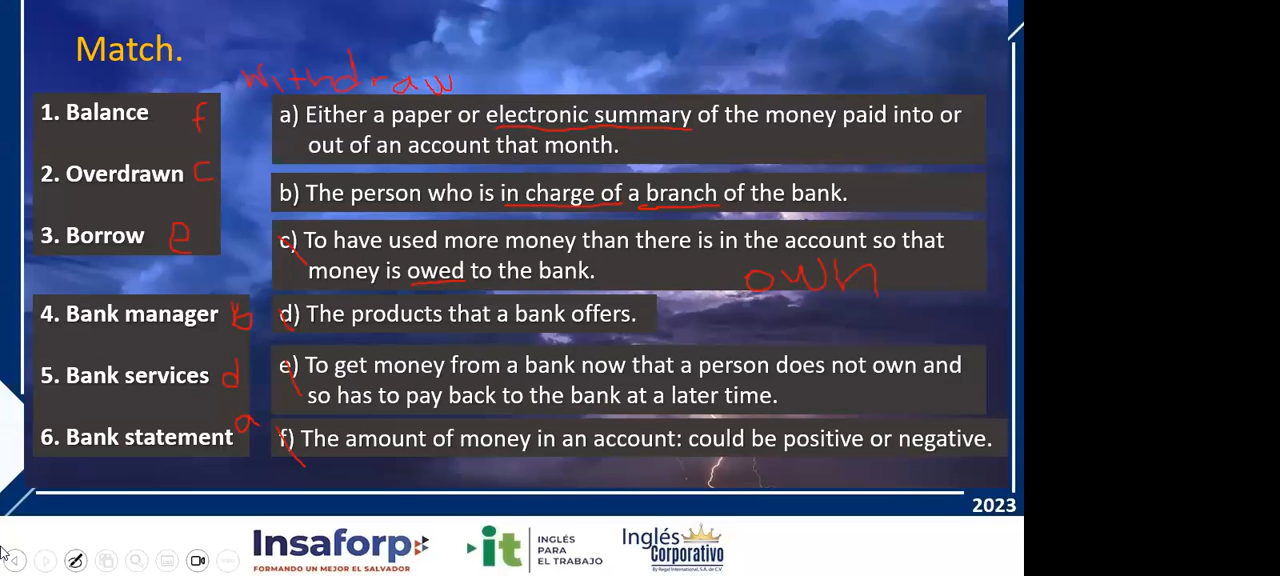 Match.
withdraw
1. Balance f
a) Either a paper or electronic summary of the money paid into or
out of an account that month.
2. Overdrawn c
b) The person who is in charge of a branch of the bank.
3. Borrow e
c) To have used more money than there is in the account so that
money is owed to the bank.
own
4. Bank manager b
d) The products that a bank offers.
5. Bank services d
e) To get money from a bank now that a person does not own and
so has to pay back to the bank at a later time.
6. Bank statement a
f) The amount of money in an account: could be positive or negative.
2023
Insaforp
FORMANDO UN MEJOR EL SALVADOR
it
INGLÉS
PARA
EL TRABAJO
Inglés
Corporativo
By Regal International, S.A. de C.V.